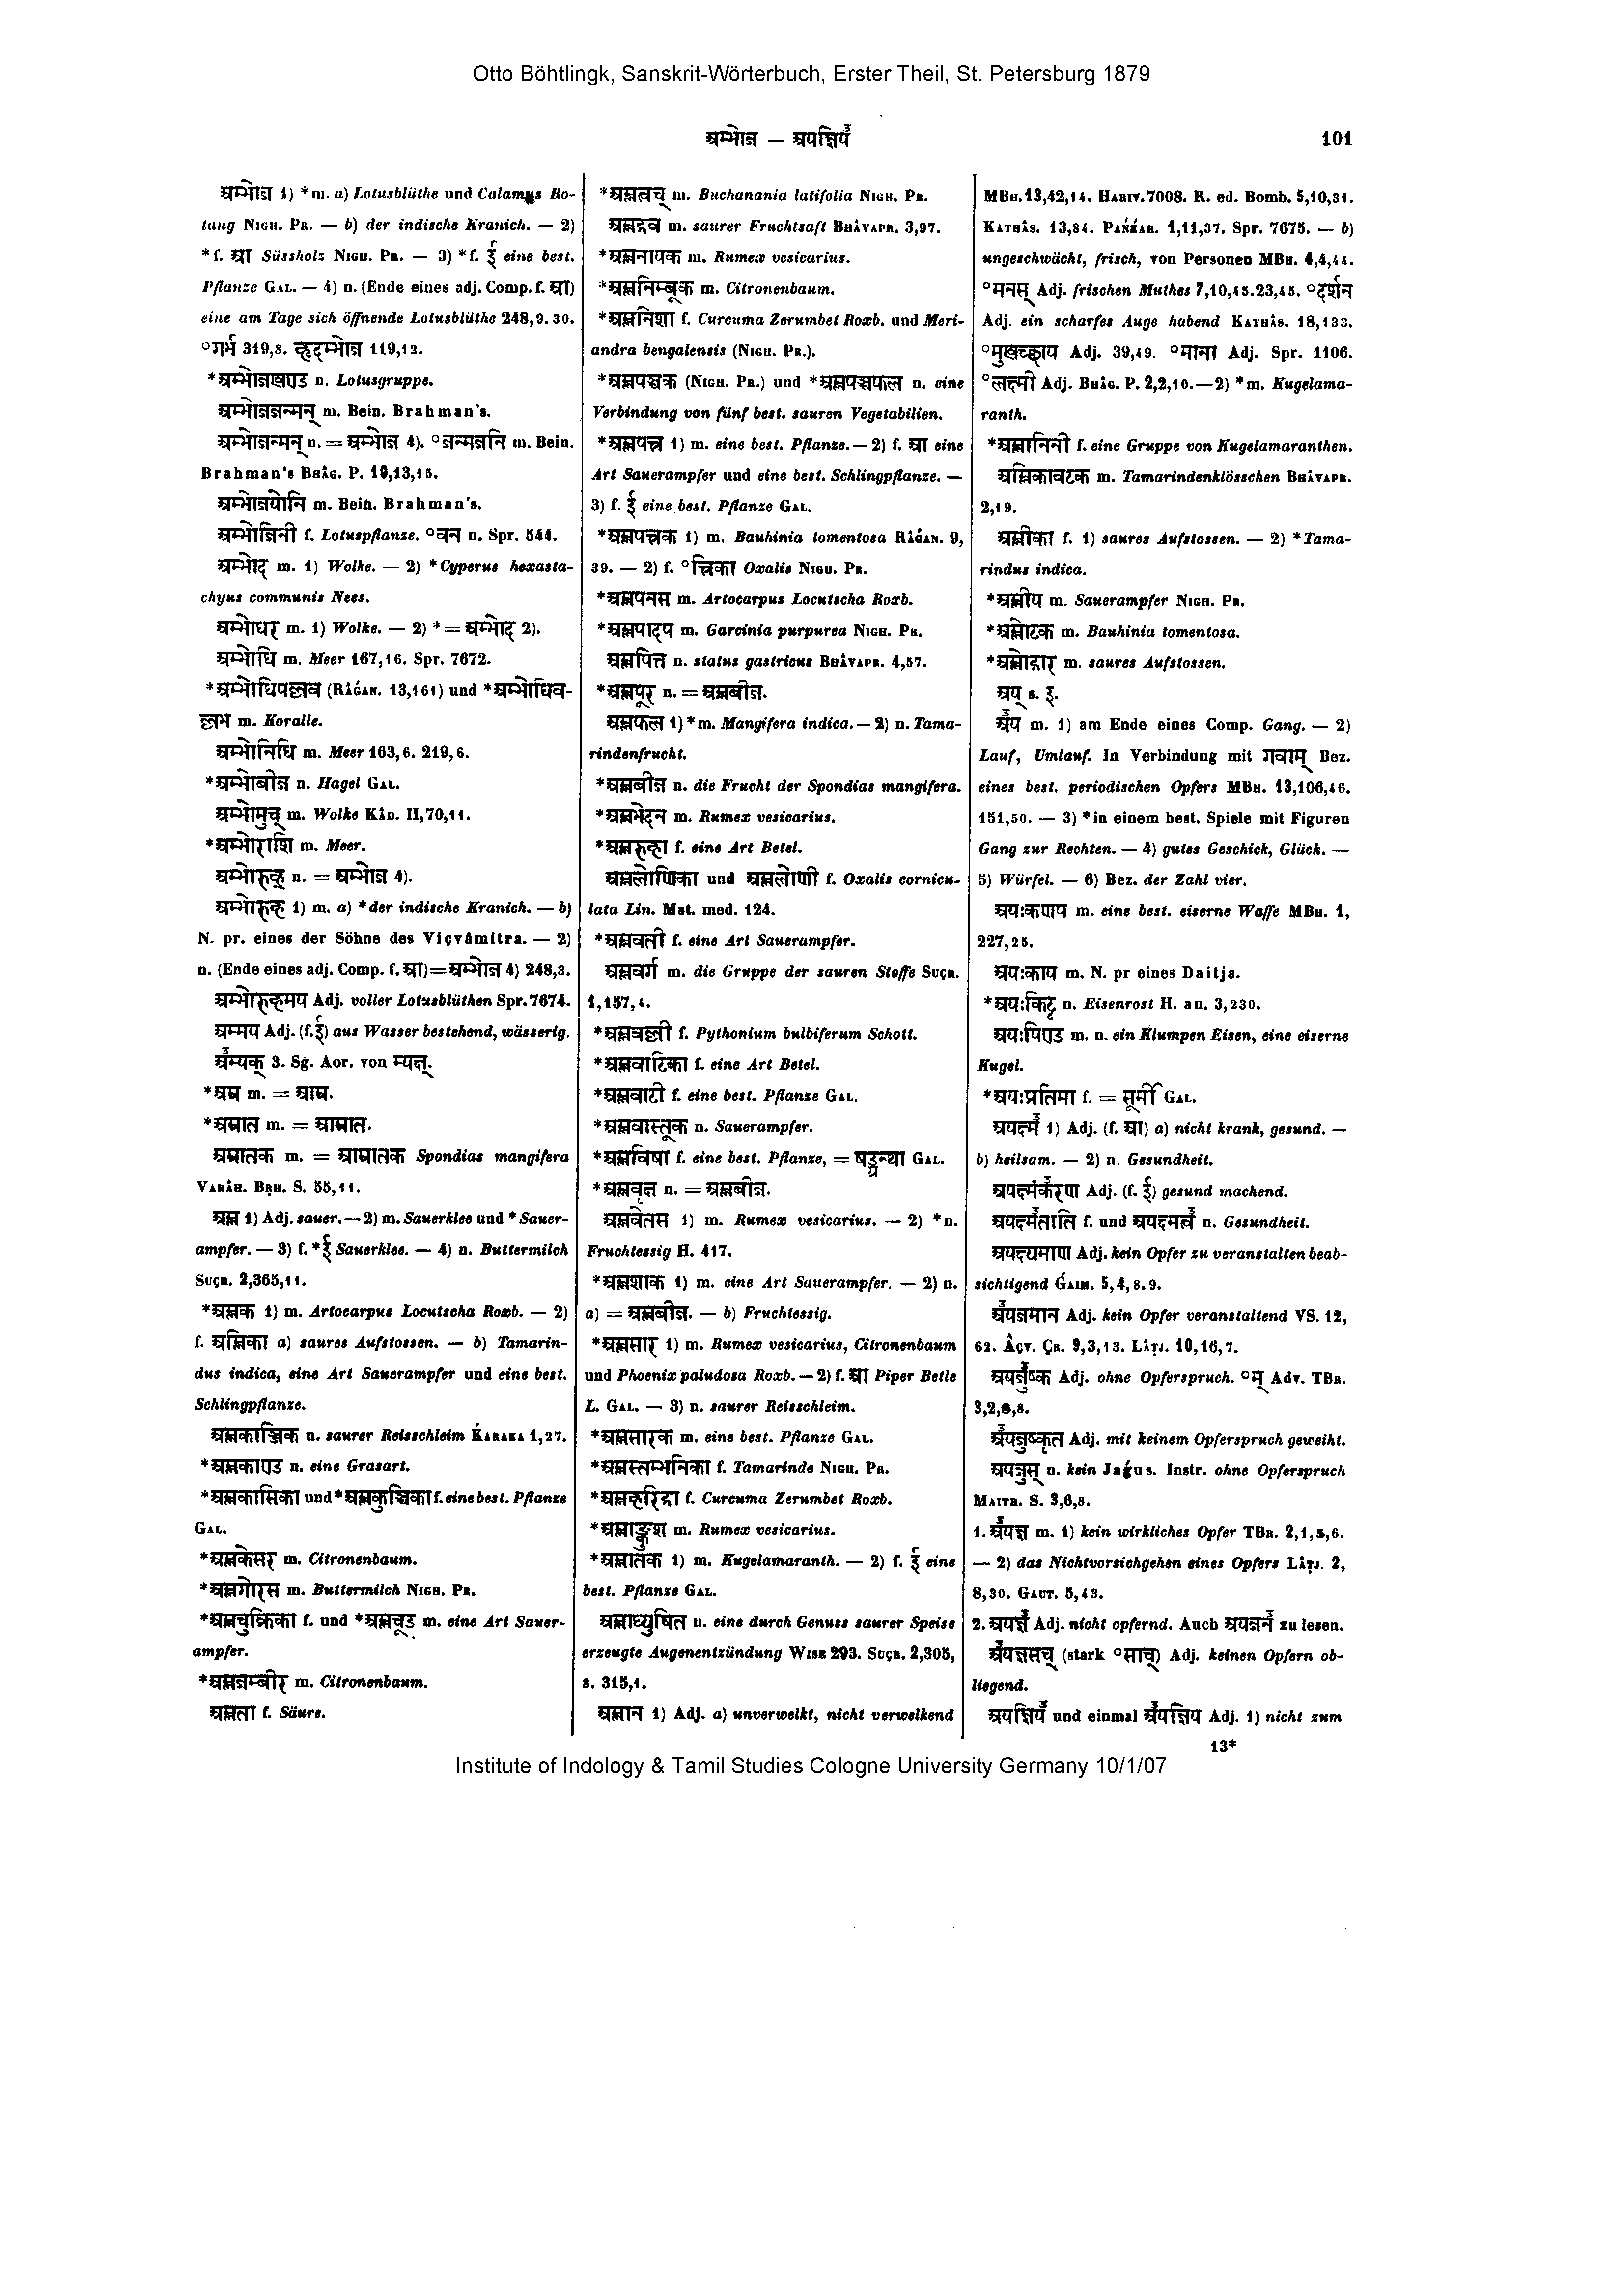 Otto Böhtlingk, Sanskrit-Wörterbuch, Erster Theil, St. Petersburg 1879
अम्भोज — अयज्ञिय॑
101
अम्भोज 1) *m. a) Lotusblüthe und Calamus Ro-
tang NIGH. PR. — b) der indische Kranich. — 2)
*f. आ Süssholz NIGH. PR. — 3) *f. ई eine best.
Pflanze GAL. — 4) n. (Ende eines adj. Comp. f. आ)
eine am Tage sich öffnende Lotusblüthe 248,9. 30.
°गर्भ 319,8. हृदम्भोज 119,12.
*अम्भोजखण्ड n. Lotusgruppe.
अम्भोजजन्मन् m. Bein. Brahman's.
अम्भोजन्मन् n. = अम्भोज 4). °जन्मजनि m. Bein.
Brahman's BHÂG. P. 10,13,15.
अम्भोजयोनि m. Bein. Brahman's.
अम्भोजिनी f. Lotuspflanze. °वन n. Spr. 544.
अम्भोद m. 1) Wolke. — 2) *Cyperus hexasta-
chyus communis Nees.
अम्भोधर m. 1) Wolke. — 2) * = अम्भोद 2).
अम्भोधि m. Meer 167,16. Spr. 7672.
*अम्भोधिपल्लव (RÂGAN. 13,161) und *अम्भोधिव-
ल्लभ m. Koralle.
अम्भोनिधि m. Meer 163,6. 219,6.
*अम्भोबीज n. Hagel GAL.
अम्भोमुच् m. Wolke KÂD. II,70,11.
*अम्भोराशि m. Meer.
अम्भोरुह् n. = अम्भोज 4).
अम्भोरुह 1) m. a) *der indische Kranich. — b)
N. pr. eines der Söhne des Viçvâmitra. — 2)
n. (Ende eines adj. Comp. f. आ) = अम्भोज 4) 248,3.
अम्भोरुहमय Adj. voller Lotusblüthen Spr. 7674.
अम्मय Adj. (f. ई) aus Wasser bestehend, wässerig.
अ॑म्यक् 3. Sg. Aor. von म्यक्ष्.
*अम्र m. = आम्र.
*अम्रात m. = आम्रात.
अम्रातक m. = आम्रातक Spondias mangifera
VARÂH. BṚH. S. 55,11.
अम्ल 1) Adj. sauer. — 2) m. Sauerklee und *Sauer-
ampfer. — 3) f. *ई Sauerklee. — 4) n. Buttermilch
SUÇR. 2,365,11.
*अम्लक 1) m. Artocarpus Locutscha Roxb. — 2)
f. अम्लिका a) saures Aufstossen. — b) Tamarin-
dus indica, eine Art Sauerampfer und eine best.
Schlingpflanze.
अम्लकाञ्जिक n. saurer Reisschleim ḰARAKA 1,27.
*अम्लकाण्ड n. eine Grasart.
*अम्लकासिका und *अम्लकुञ्चिका f. eine best. Pflanze
GAL.
*अम्लकेसर m. Citronenbaum.
*अम्लगोरस m. Buttermilch NIGH. PR.
*अम्लचुक्रिका f. und *अम्लचूड m. eine Art Sauer-
ampfer.
*अम्लजम्बीर m. Citronenbaum.
अम्लता f. Säure.
*अम्लत्वच् m. Buchanania latifolia NIGH. PR.
अम्लद्रव m. saurer Fruchtsaft BHÂVAPR. 3,97.
*अम्लनायक m. Rumex vesicarius.
*अम्लनिम्बूक m. Citronenbaum.
*अम्लनिशा f. Curcuma Zerumbet Roxb. und Meri-
andra bengalensis (NIGH. PR.).
*अम्लपञ्चक (NIGH. PR.) und *अम्लपञ्चफल n. eine
Verbindung von fünf best. sauren Vegetabilien.
*अम्लपत्त्र 1) m. eine best. Pflanze. — 2) f. आ eine
Art Sauerampfer und eine best. Schlingpflanze. —
3) f. ई eine best. Pflanze GAL.
*अम्लपत्त्रक 1) m. Bauhinia tomentosa RÂǴAN. 9,
39. — 2) f. °त्त्रिका Oxalis NIGH. PR.
*अम्लपनस m. Artocarpus Locutscha Roxb.
*अम्लपादप m. Garcinia purpurea NIGH. PR.
अम्लपित्त n. status gastricus BHÂVAPR. 4,57.
*अम्लपूर n. = अम्लबीज.
अम्लफल 1) *m. Mangifera indica. — 2) n. Tama-
rindenfrucht.
*अम्लबीज n. die Frucht der Spondias mangifera.
*अम्लभेदन m. Rumex vesicarius.
*अम्लरुहा f. eine Art Betel.
अम्ललोणिका und अम्ललोणी f. Oxalis cornicu-
lata Lin. Mat. med. 124.
*अम्लवती f. eine Art Sauerampfer.
अम्लवर्ग m. die Gruppe der sauren Stoffe SUÇR.
1,157,4.
*अम्लवल्ली f. Pythonium bulbiferum Schott.
*अम्लवाटिका f. eine Art Betel.
*अम्लवाटी f. eine best. Pflanze GAL.
*अम्लवास्तूक n. Sauerampfer.
*अम्लविषा f. eine best. Pflanze, = षड्ग्रन्था GAL.
*अम्लवृक्ष n. = अम्लबीज.
अम्लवेतस 1) m. Rumex vesicarius. — 2) *n.
Fruchtessig H. 417.
*अम्लशाक 1) m. eine Art Sauerampfer. — 2) n.
a) = अम्लबीज. — b) Fruchtessig.
*अम्लसार 1) m. Rumex vesicarius, Citronenbaum
und Phoenix paludosa Roxb. — 2) f. आ Piper Betle
L. GAL. — 3) n. saurer Reisschleim.
*अम्लसारक m. eine best. Pflanze GAL.
*अम्लस्तम्भनिका f. Tamarinde NIGH. PR.
*अम्लहरिद्रा f. Curcuma Zerumbet Roxb.
*अम्लाङ्कुश m. Rumex vesicarius.
*अम्लातक 1) m. Kugelamaranth. — 2) f. ई eine
best. Pflanze GAL.
अम्लाध्युषित n. eine durch Genuss saurer Speise
erzeugte Augenentzündung WISE 293. SUÇR. 2,305,
8. 315,1.
अम्लान 1) Adj. a) unverwelkt, nicht verwelkend
MBH. 13,42,14. HARIV. 7008. R. ed. Bomb. 5,10,31.
KATHÂS. 13,84. PAŃḰAR. 1,11,37. Spr. 7675. — b)
ungeschwächt, frisch, von Personen MBH. 4,4,44.
°मनस् Adj. frischen Muthes 7,10,45. 23,45. °दर्शन
Adj. ein scharfes Auge habend KATHÂS. 18,133.
°मुखच्छाय Adj. 39,49. °माना Adj. Spr. 1106.
°लक्ष्मी Adj. BHÂG. P. 2,2,10. — 2) *m. Kugelama-
ranth.
*अम्लानिनी f. eine Gruppe von Kugelamaranthen.
अम्लिकावटक m. Tamarindenklösschen BHÂVAPR.
2,19.
अम्लीका f. 1) saures Aufstossen. — 2) *Tama-
rindus indica.
*अम्लीय m. Sauerampfer NIGH. PR.
*अम्लोटक m. Bauhinia tomentosa.
*अम्लोद्गार m. saures Aufstossen.
अय् s. इ.
अ॑य m. 1) am Ende eines Comp. Gang. — 2)
Lauf, Umlauf. In Verbindung mit गवाम् Bez.
eines best. periodischen Opfers MBH. 13,106,46.
151,50. — 3) *in einem best. Spiele mit Figuren
Gang zur Rechten. — 4) gutes Geschick, Glück. —
5) Würfel. — 6) Bez. der Zahl vier.
अयःकणप m. eine best. eiserne Waffe MBH. 1,
227,25.
अयःकाय m. N. pr eines Daitja.
*अयःकिट्ट n. Eisenrost H. an. 3,230.
अयःपिण्ड m. n. ein Klumpen Eisen, eine eiserne
Kugel.
*अयःप्रतिमा f. = सूर्मी GAL.
अयक्ष्म॑ 1) Adj. (f. आ) a) nicht krank, gesund. —
b) heilsam. — 2) n. Gesundheit.
अयक्ष्मंक॑रण Adj. (f. ई) gesund machend.
अयक्ष्म॑ताति f. und अयक्ष्मत्व॑ n. Gesundheit.
अयक्ष्यमाण Adj. kein Opfer zu veranstalten beab-
sichtigend ǴAIM. 5,4,8. 9.
अ॑यजमान Adj. kein Opfer veranstaltend VS. 12,
62. ÂÇV. ÇR. 9,3,13. LÂṬJ. 10,16,7.
अयजु॑ष्क Adj. ohne Opferspruch. °म् Adv. TBR.
3,2,8,8.
अ॑यजुष्कृत Adj. mit keinem Opferspruch geweiht.
अयजुस् n. kein Jaǵus. Instr. ohne Opferspruch
MAITR. S. 3,6,8.
1. अ॑यज्ञ m. 1) kein wirkliches Opfer TBR. 2,1,5,6.
— 2) das Nichtvorsichgehen eines Opfers LÂṬJ. 2,
8,30. GAUT. 5,43.
2. अयज्ञ॑ Adj. nicht opfernd. Auch अयज्ञन॑ zu lesen.
अ॑यज्ञसच् (stark °साच्) Adj. keinen Opfern ob-
liegend.
अयज्ञिय॑ und einmal अ॑यज्ञिय Adj. 1) nicht zum
13*
Institute of Indology & Tamil Studies Cologne University Germany 10/1/07